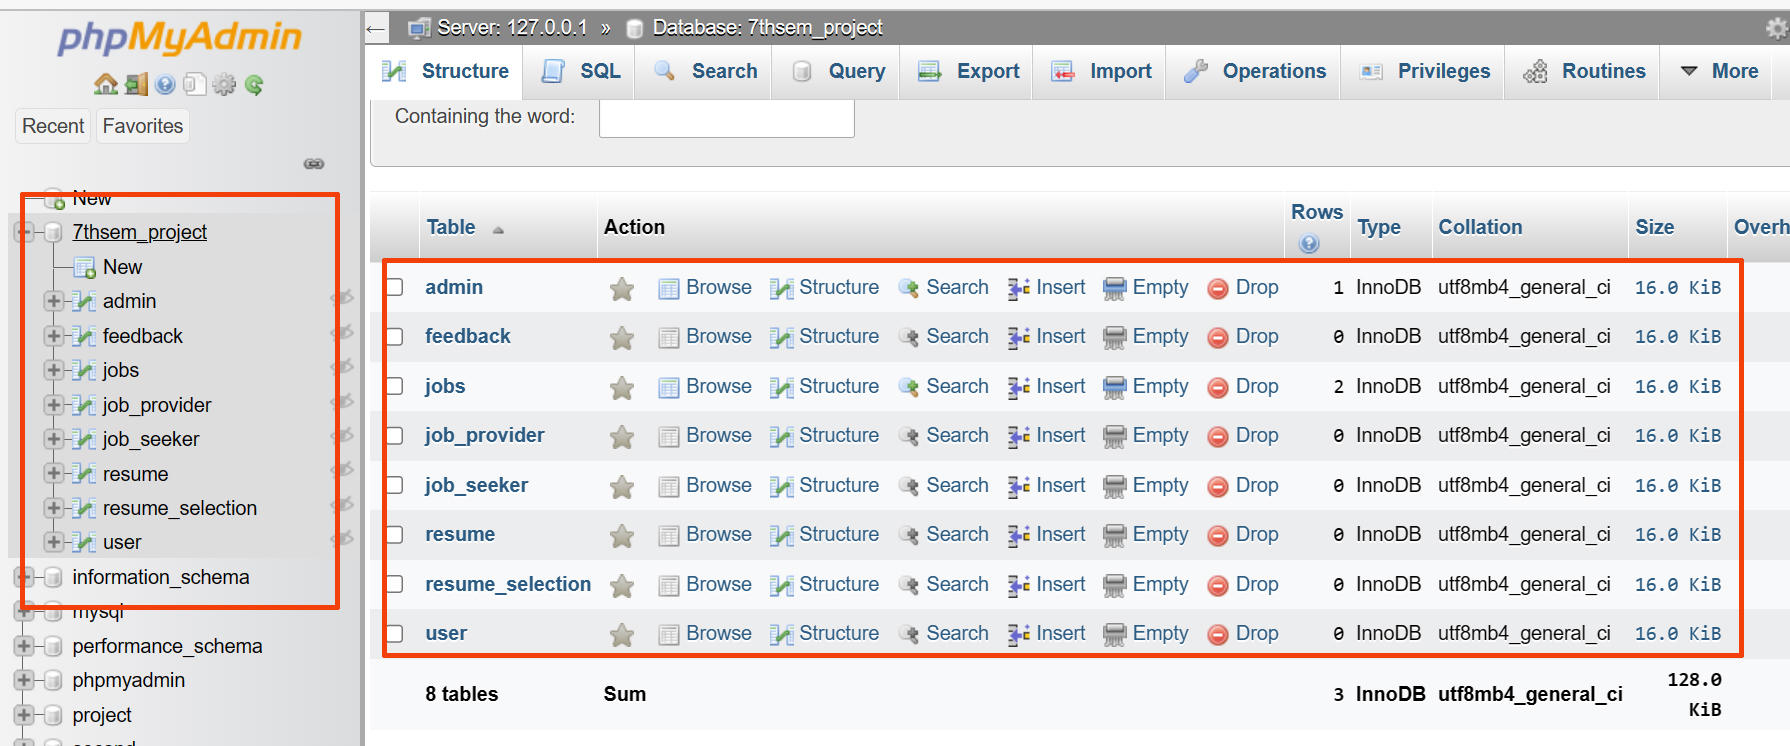 phpMyAdmin
Recent Favorites
New
7thsem_project
New
admin
feedback
jobs
job_provider
job_seeker
resume
resume_selection
user
information_schema
mysql
performance_schema
phpmyadmin
project
second
← Server: 127.0.0.1 » Database: 7thsem_project
Structure SQL Search Query Export Import Operations Privileges Routines More
Containing the word:
Table Action Rows Type Collation Size Overh
admin Browse Structure Search Insert Empty Drop 1 InnoDB utf8mb4_general_ci 16.0 KiB
feedback Browse Structure Search Insert Empty Drop 0 InnoDB utf8mb4_general_ci 16.0 KiB
jobs Browse Structure Search Insert Empty Drop 2 InnoDB utf8mb4_general_ci 16.0 KiB
job_provider Browse Structure Search Insert Empty Drop 0 InnoDB utf8mb4_general_ci 16.0 KiB
job_seeker Browse Structure Search Insert Empty Drop 0 InnoDB utf8mb4_general_ci 16.0 KiB
resume Browse Structure Search Insert Empty Drop 0 InnoDB utf8mb4_general_ci 16.0 KiB
resume_selection Browse Structure Search Insert Empty Drop 0 InnoDB utf8mb4_general_ci 16.0 KiB
user Browse Structure Search Insert Empty Drop 0 InnoDB utf8mb4_general_ci 16.0 KiB
8 tables Sum 3 InnoDB utf8mb4_general_ci 128.0
KiB